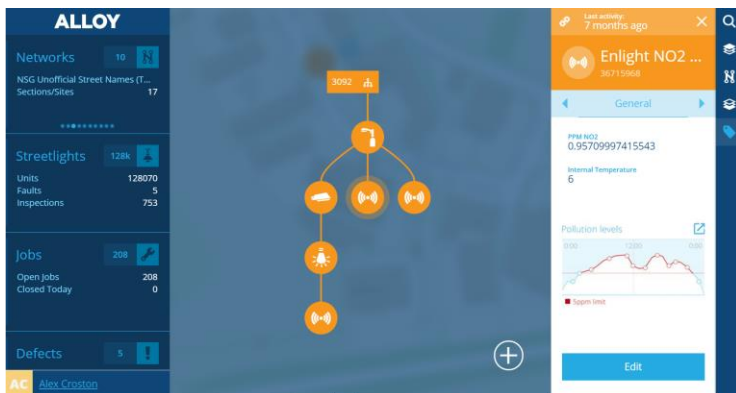 ALLOY
Networks 10
NSG Unofficial Street Names (T...
Sections/Sites 17
Streetlights 128k
Units 128070
Faults 5
Inspections 753
Jobs 208
Open Jobs 208
Closed Today 0
Defects 5
AC Alex Croston
3092
Last activity:
7 months ago
Enlight NO2 ...
36715968
General
PPM NO2
0.95709997415543
Internal Temperature
6
Pollution levels
0:00 12:00 0:00
5ppm limit
Edit